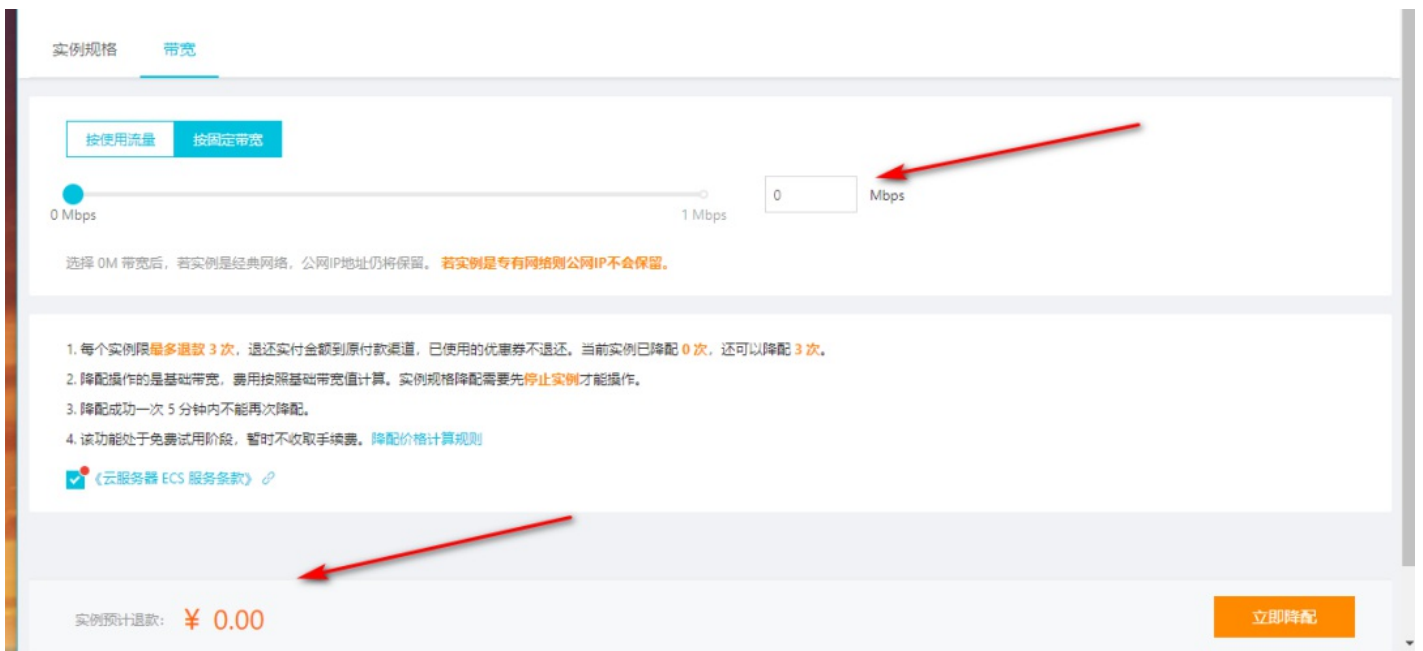 实例规格 带宽
按使用流量 按固定带宽
0 Mbps
1 Mbps
0 Mbps
选择 0M 带宽后，若实例是经典网络，公网IP地址仍将保留。 若实例是专有网络则公网IP不会保留。
1. 每个实例限最多退款 3 次，退还实付金额到原付款渠道，已使用的优惠券不退还。当前实例已降配 0 次，还可以降配 3 次。
2. 降配操作的是基础带宽，费用按照基础带宽值计算。实例规格降配需要先停止实例才能操作。
3. 降配成功一次 5 分钟内不能再次降配。
4. 该功能处于免费试用阶段，暂时不收取手续费。降配价格计算规则
《云服务器 ECS 服务条款》
实例预计退款： ¥ 0.00
立即降配